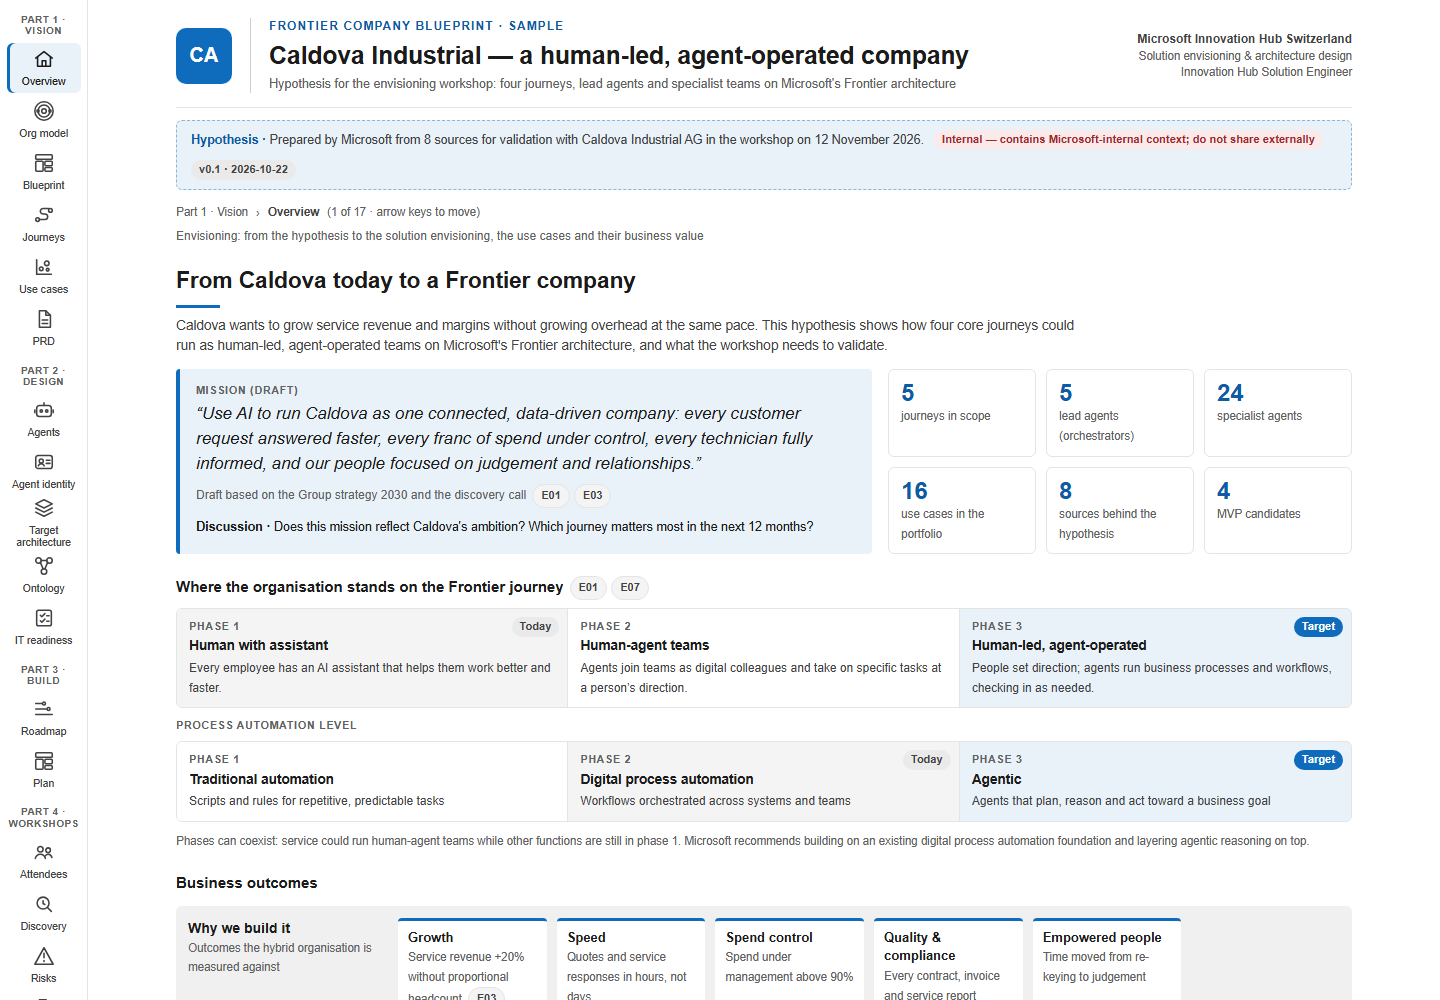 PART 1 ·
VISION
Overview
Org model
Blueprint
Journeys
Use cases
PRD
PART 2 ·
DESIGN
Agents
Agent identity
Target
architecture
Ontology
IT readiness
PART 3 ·
BUILD
Roadmap
Plan
PART 4 ·
WORKSHOPS
Attendees
Discovery
Risks
CA
FRONTIER COMPANY BLUEPRINT · SAMPLE
Caldova Industrial — a human-led, agent-operated company
Hypothesis for the envisioning workshop: four journeys, lead agents and specialist teams on Microsoft's Frontier architecture
Microsoft Innovation Hub Switzerland
Solution envisioning & architecture design
Innovation Hub Solution Engineer
Hypothesis · Prepared by Microsoft from 8 sources for validation with Caldova Industrial AG in the workshop on 12 November 2026. Internal — contains Microsoft-internal context; do not share externally
v0.1 · 2026-10-22
Part 1 · Vision › Overview (1 of 17 · arrow keys to move)
Envisioning: from the hypothesis to the solution envisioning, the use cases and their business value
From Caldova today to a Frontier company
Caldova wants to grow service revenue and margins without growing overhead at the same pace. This hypothesis shows how four core journeys could
run as human-led, agent-operated teams on Microsoft's Frontier architecture, and what the workshop needs to validate.
MISSION (DRAFT)
“Use AI to run Caldova as one connected, data-driven company: every customer
request answered faster, every franc of spend under control, every technician fully
informed, and our people focused on judgement and relationships.”
Draft based on the Group strategy 2030 and the discovery call E01 E03
Discussion · Does this mission reflect Caldova's ambition? Which journey matters most in the next 12 months?
5
journeys in scope
5
lead agents
(orchestrators)
24
specialist agents
16
use cases in the
portfolio
8
sources behind the
hypothesis
4
MVP candidates
Where the organisation stands on the Frontier journey E01 E07
PHASE 1
Today
Human with assistant
Every employee has an AI assistant that helps them work better and
faster.
PHASE 2
Human-agent teams
Agents join teams as digital colleagues and take on specific tasks at
a person's direction.
PHASE 3
Target
Human-led, agent-operated
People set direction; agents run business processes and workflows,
checking in as needed.
PROCESS AUTOMATION LEVEL
PHASE 1
Traditional automation
Scripts and rules for repetitive, predictable tasks
PHASE 2
Today
Digital process automation
Workflows orchestrated across systems and teams
PHASE 3
Target
Agentic
Agents that plan, reason and act toward a business goal
Phases can coexist: service could run human-agent teams while other functions are still in phase 1. Microsoft recommends building on an existing digital process automation foundation and layering agentic reasoning on top.
Business outcomes
Why we build it
Outcomes the hybrid organisation is
measured against
Growth
Service revenue +20%
without proportional
headcount E03
Speed
Quotes and service
responses in hours, not
days
Spend control
Spend under
management above 90%
Quality &
compliance
Every contract, invoice
and service report
Empowered people
Time moved from re-
keying to judgement